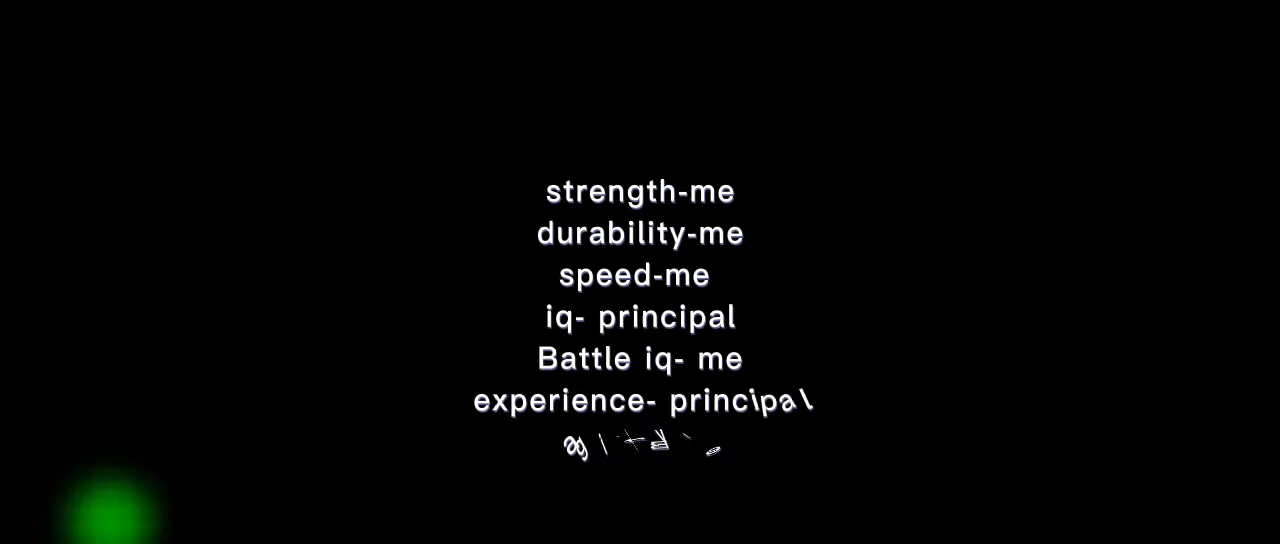 strength-me
durability-me
speed-me
iq- principal
Battle iq- me
experience- principal